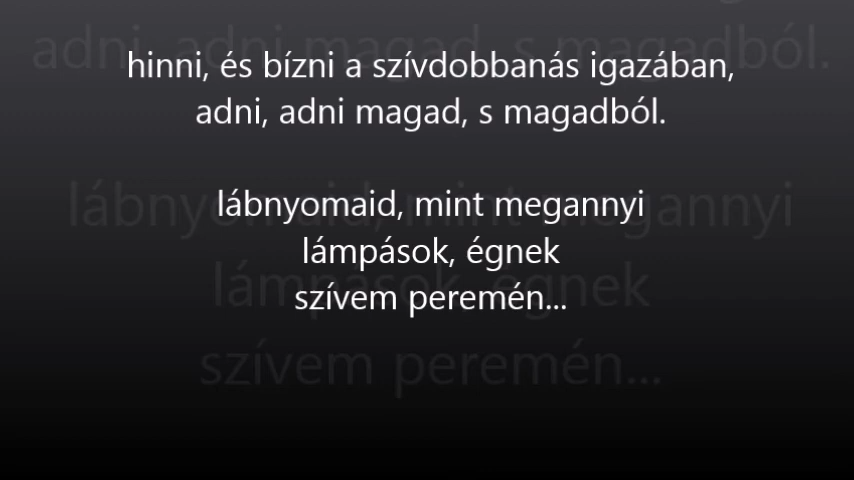 hinni, és bízni a szívdobbanás igazában,
adni, adni magad, s magadból.
lábnyomaid, mint megannyi
lámpások, égnek
szívem peremén...